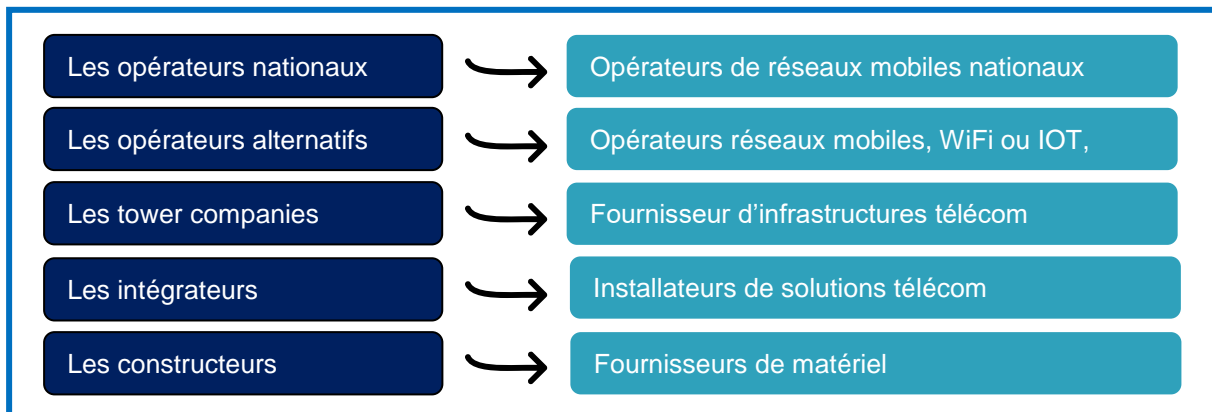 Les opérateurs nationaux
Opérateurs de réseaux mobiles nationaux
Les opérateurs alternatifs
Opérateurs réseaux mobiles, WiFi ou IOT,
Les tower companies
Fournisseur d’infrastructures télécom
Les intégrateurs
Installateurs de solutions télécom
Les constructeurs
Fournisseurs de matériel